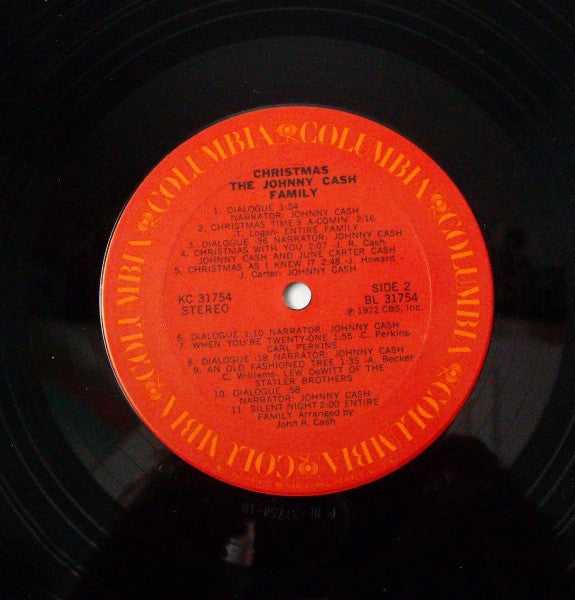 COLUMBIA COLUMBIA COLUMBIA COLUMBIA COLUMBIA COLUMBIA
CHRISTMAS
THE JOHNNY CASH
FAMILY
1. DIALOGUE 1:54
NARRATOR: JOHNNY CASH
2. CHRISTMAS TIME'S A-COMIN' 2:16
T. Logan- ENTIRE FAMILY
3. DIALOGUE :36 NARRATOR: JOHNNY CASH
4. CHRISTMAS WITH YOU 2:07 -J. R. Cash-
JOHNNY CASH AND JUNE CARTER CASH
5. CHRISTMAS AS I KNEW IT 2:48 -J. Howard-
J. Carter- JOHNNY CASH
KC 31754
STEREO
SIDE 2
BL 31754
℗ 1972 CBS, Inc.
6. DIALOGUE 1:10 NARRATOR: JOHNNY CASH
7. WHEN YOU'RE TWENTY-ONE 1:55 -C. Perkins-
CARL PERKINS
8. DIALOGUE :18 NARRATOR: JOHNNY CASH
9. AN OLD FASHIONED TREE 1:35 -A. Becker
C. Williams- LEW DeWITT OF THE
STATLER BROTHERS
10. DIALOGUE :58
NARRATOR: JOHNNY CASH
11. SILENT NIGHT 2:00 ENTIRE
FAMILY Arranged by
John R. Cash